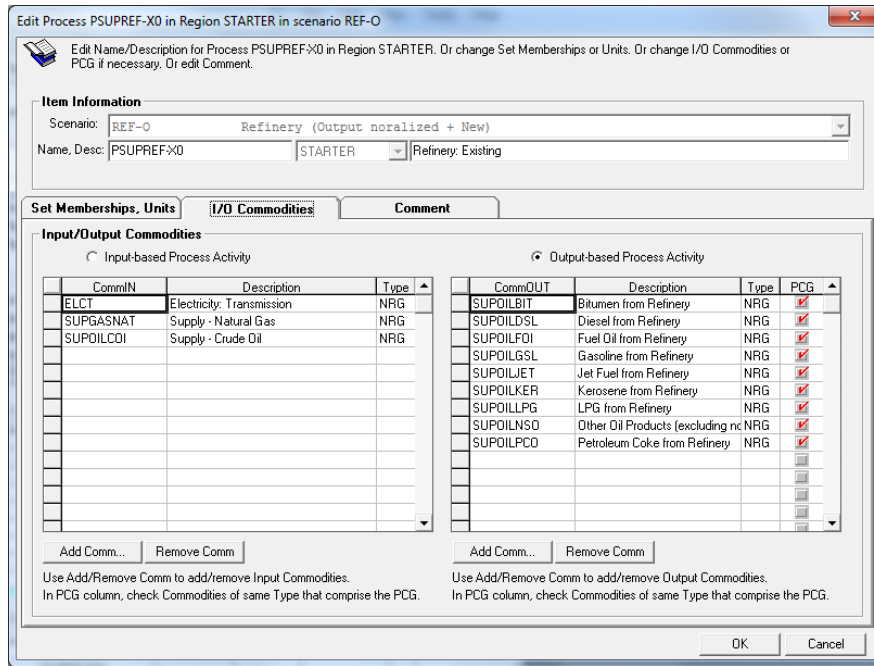 Edit Process PSUPREF-X0 in Region STARTER in scenario REF-O
Edit Name/Description for Process PSUPREF-X0 in Region STARTER. Or change Set Memberships or Units. Or change I/O Commodities or
PCG if necessary. Or edit Comment.
Item Information
Scenario: REF-O Refinery (Output noralized + New)
Name, Desc: PSUPREF-X0 STARTER Refinery: Existing
Set Memberships, Units I/O Commodities Comment
Input/Output Commodities
Input-based Process Activity Output-based Process Activity
CommIN Description Type CommOUT Description Type PCG
ELCT Electricity: Transmission NRG SUPOILBIT Bitumen from Refinery NRG
SUPGASNAT Supply - Natural Gas NRG SUPOILDSL Diesel from Refinery NRG
SUPOILCOI Supply - Crude Oil NRG SUPOILFOI Fuel Oil from Refinery NRG
SUPOILGSL Gasoline from Refinery NRG
SUPOILJET Jet Fuel from Refinery NRG
SUPOILKER Kerosene from Refinery NRG
SUPOILLPG LPG from Refinery NRG
SUPOILNSO Other Oil Products (excluding no NRG
SUPOILPCO Petroleum Coke from Refinery NRG
Add Comm... Remove Comm Add Comm... Remove Comm
Use Add/Remove Comm to add/remove Input Commodities. Use Add/Remove Comm to add/remove Output Commodities.
In PCG column, check Commodities of same Type that comprise the PCG. In PCG column, check Commodities of same Type that comprise the PCG.
OK Cancel